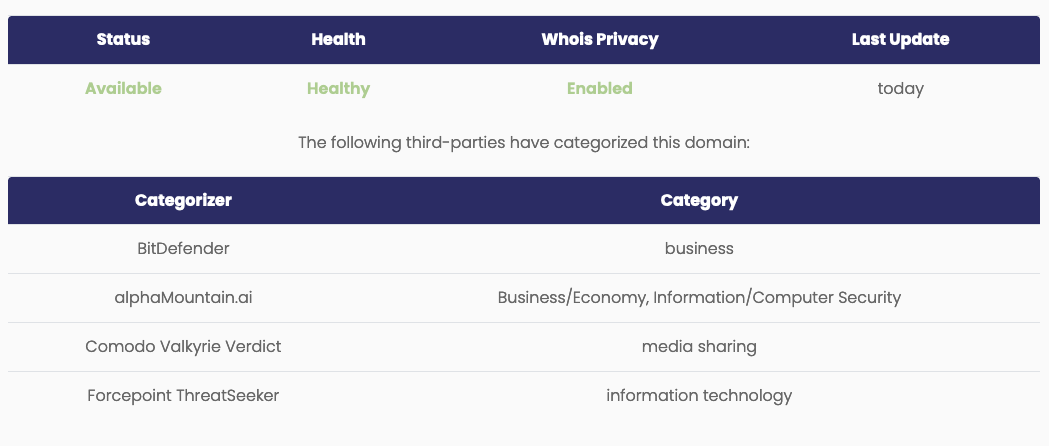 Status Health Whois Privacy Last Update
Available Healthy Enabled today
The following third-parties have categorized this domain:
Categorizer Category
BitDefender business
alphaMountain.ai Business/Economy, Information/Computer Security
Comodo Valkyrie Verdict media sharing
Forcepoint ThreatSeeker information technology